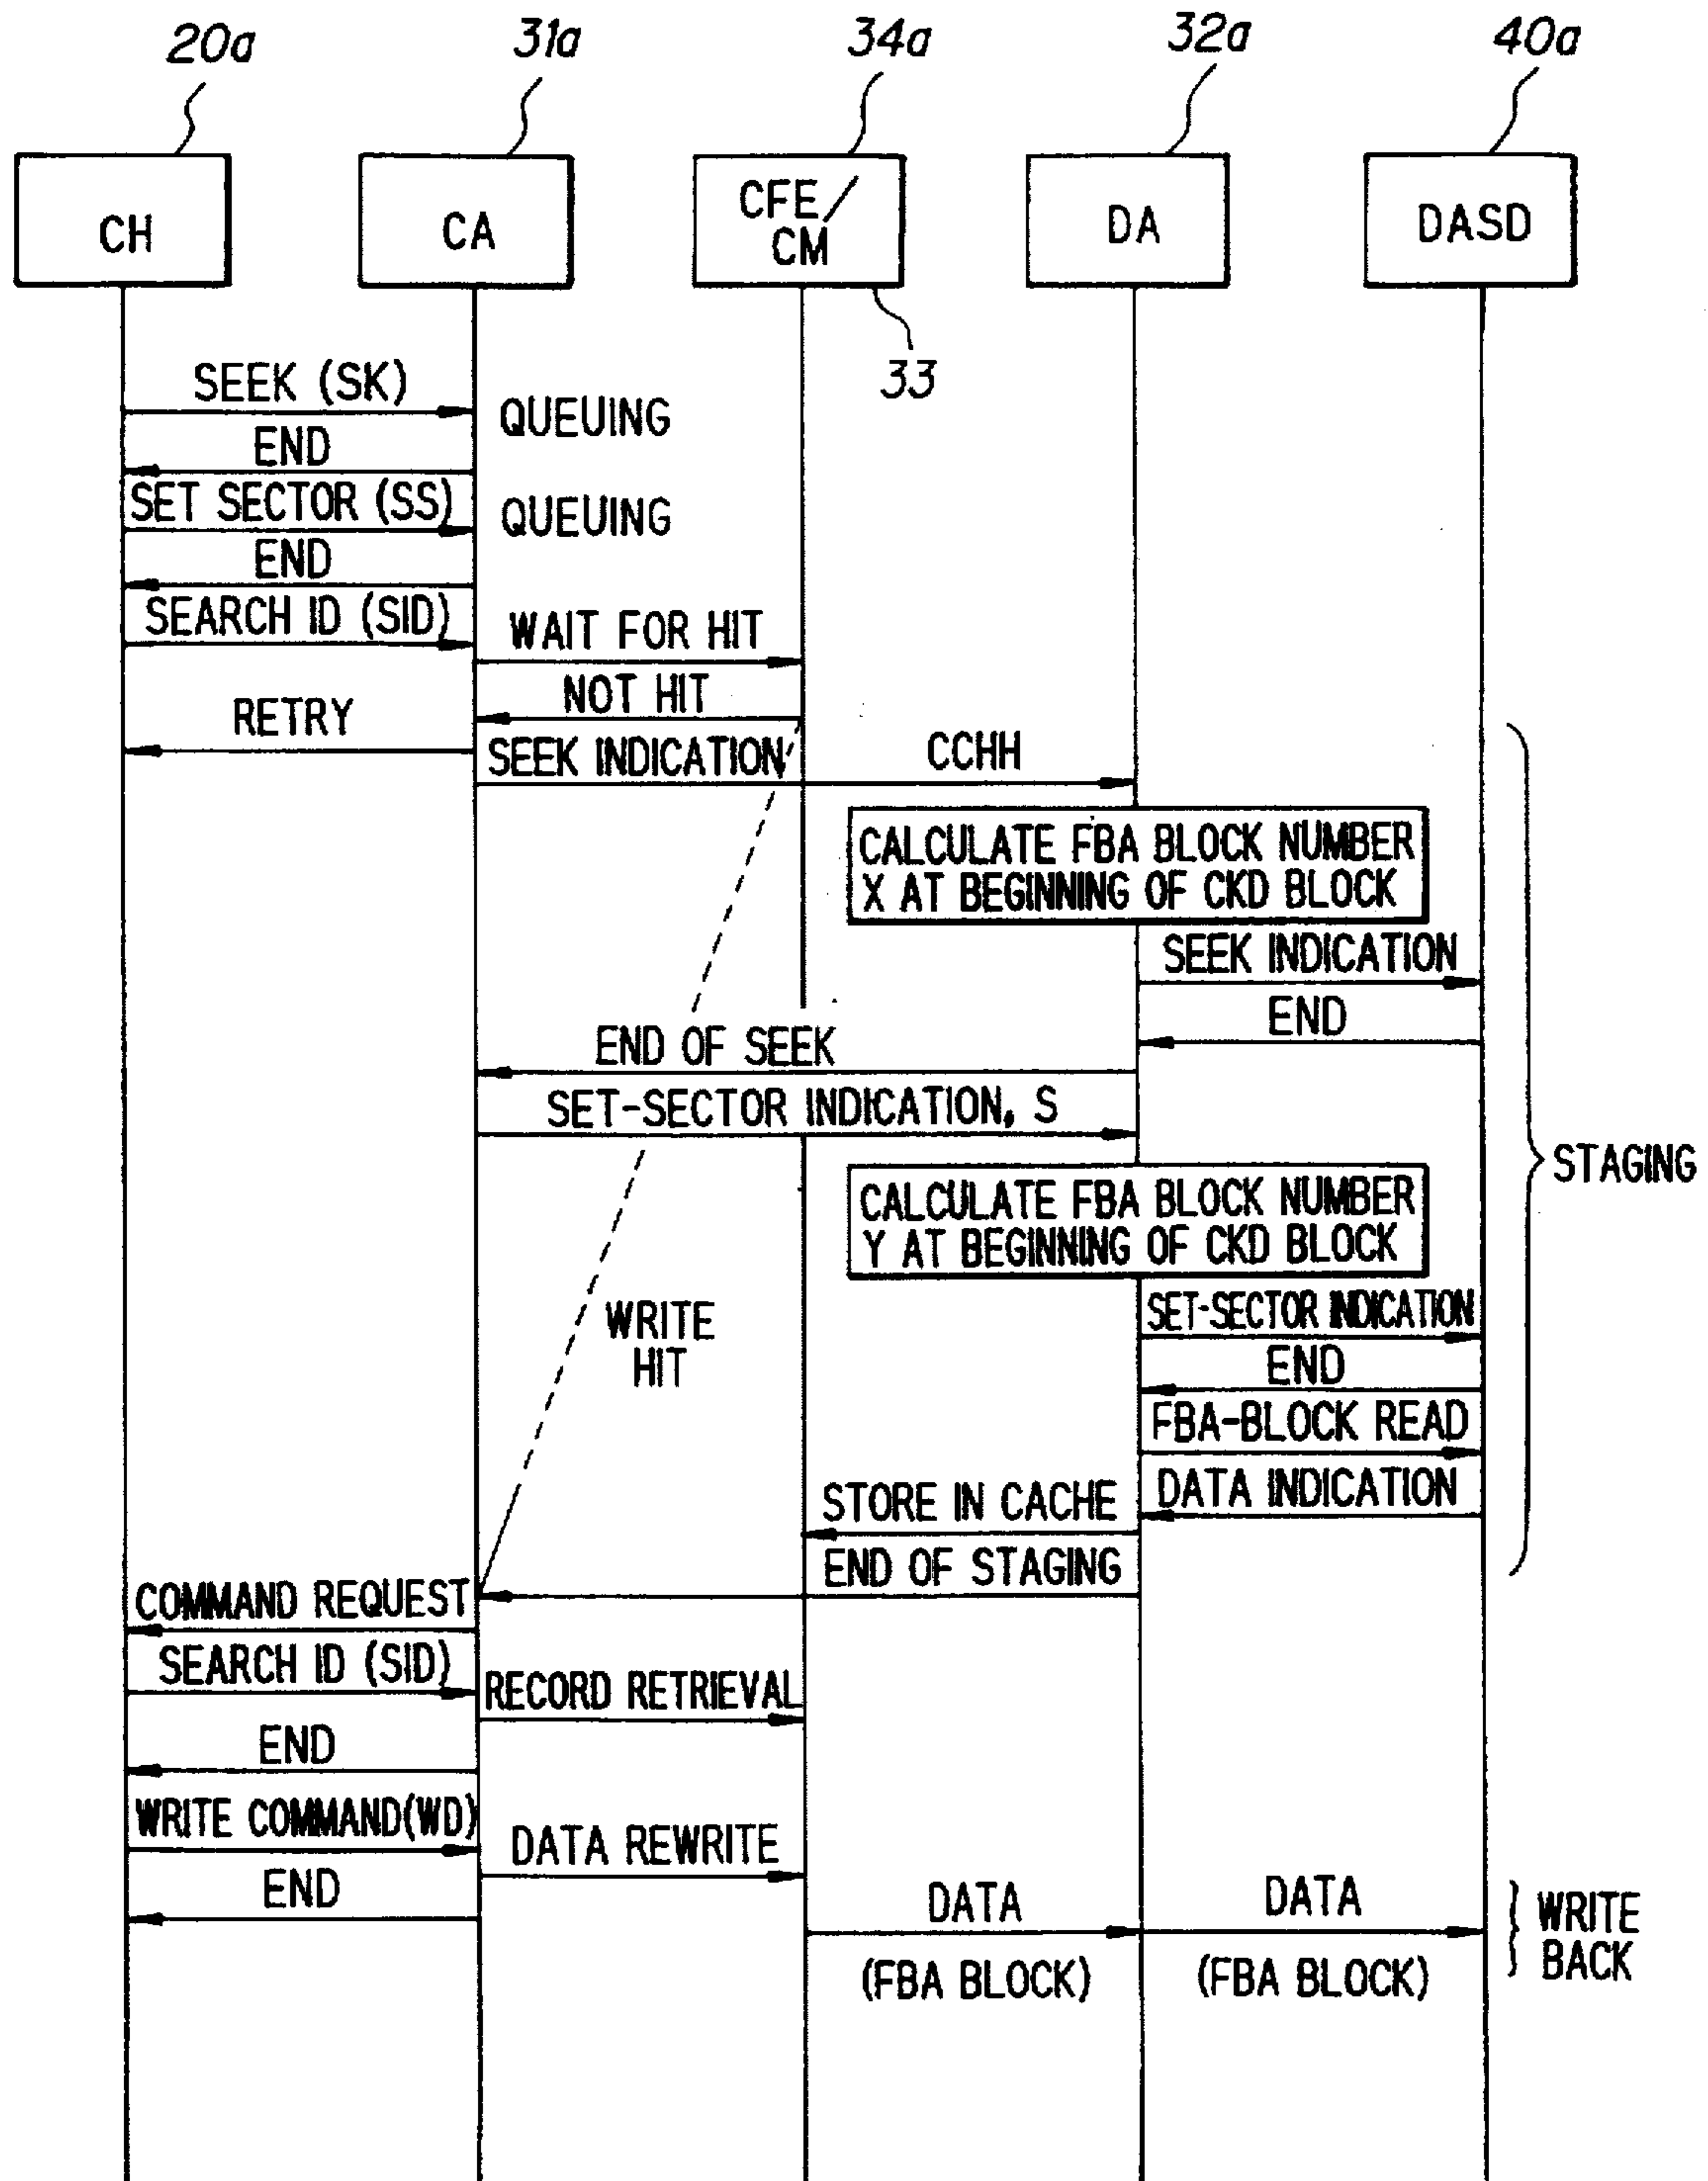 20a
31a
34a
32a
40a
CH
CA
CFE/
CM
DA
DASD
33
SEEK (SK)
QUEUING
END
SET SECTOR (SS)
QUEUING
END
SEARCH ID (SID)
WAIT FOR HIT
NOT HIT
RETRY
SEEK INDICATION
CCHH
CALCULATE FBA BLOCK NUMBER
X AT BEGINNING OF CKD BLOCK
SEEK INDICATION
END
END OF SEEK
SET-SECTOR INDICATION, S
STAGING
CALCULATE FBA BLOCK NUMBER
Y AT BEGINNING OF CKD BLOCK
SET-SECTOR INDICATION
WRITE
HIT
END
FBA-BLOCK READ
DATA INDICATION
STORE IN CACHE
END OF STAGING
COMMAND REQUEST
SEARCH ID (SID)
RECORD RETRIEVAL
END
WRITE COMMAND(WD)
DATA REWRITE
END
DATA
DATA
(FBA BLOCK)
(FBA BLOCK)
WRITE
BACK